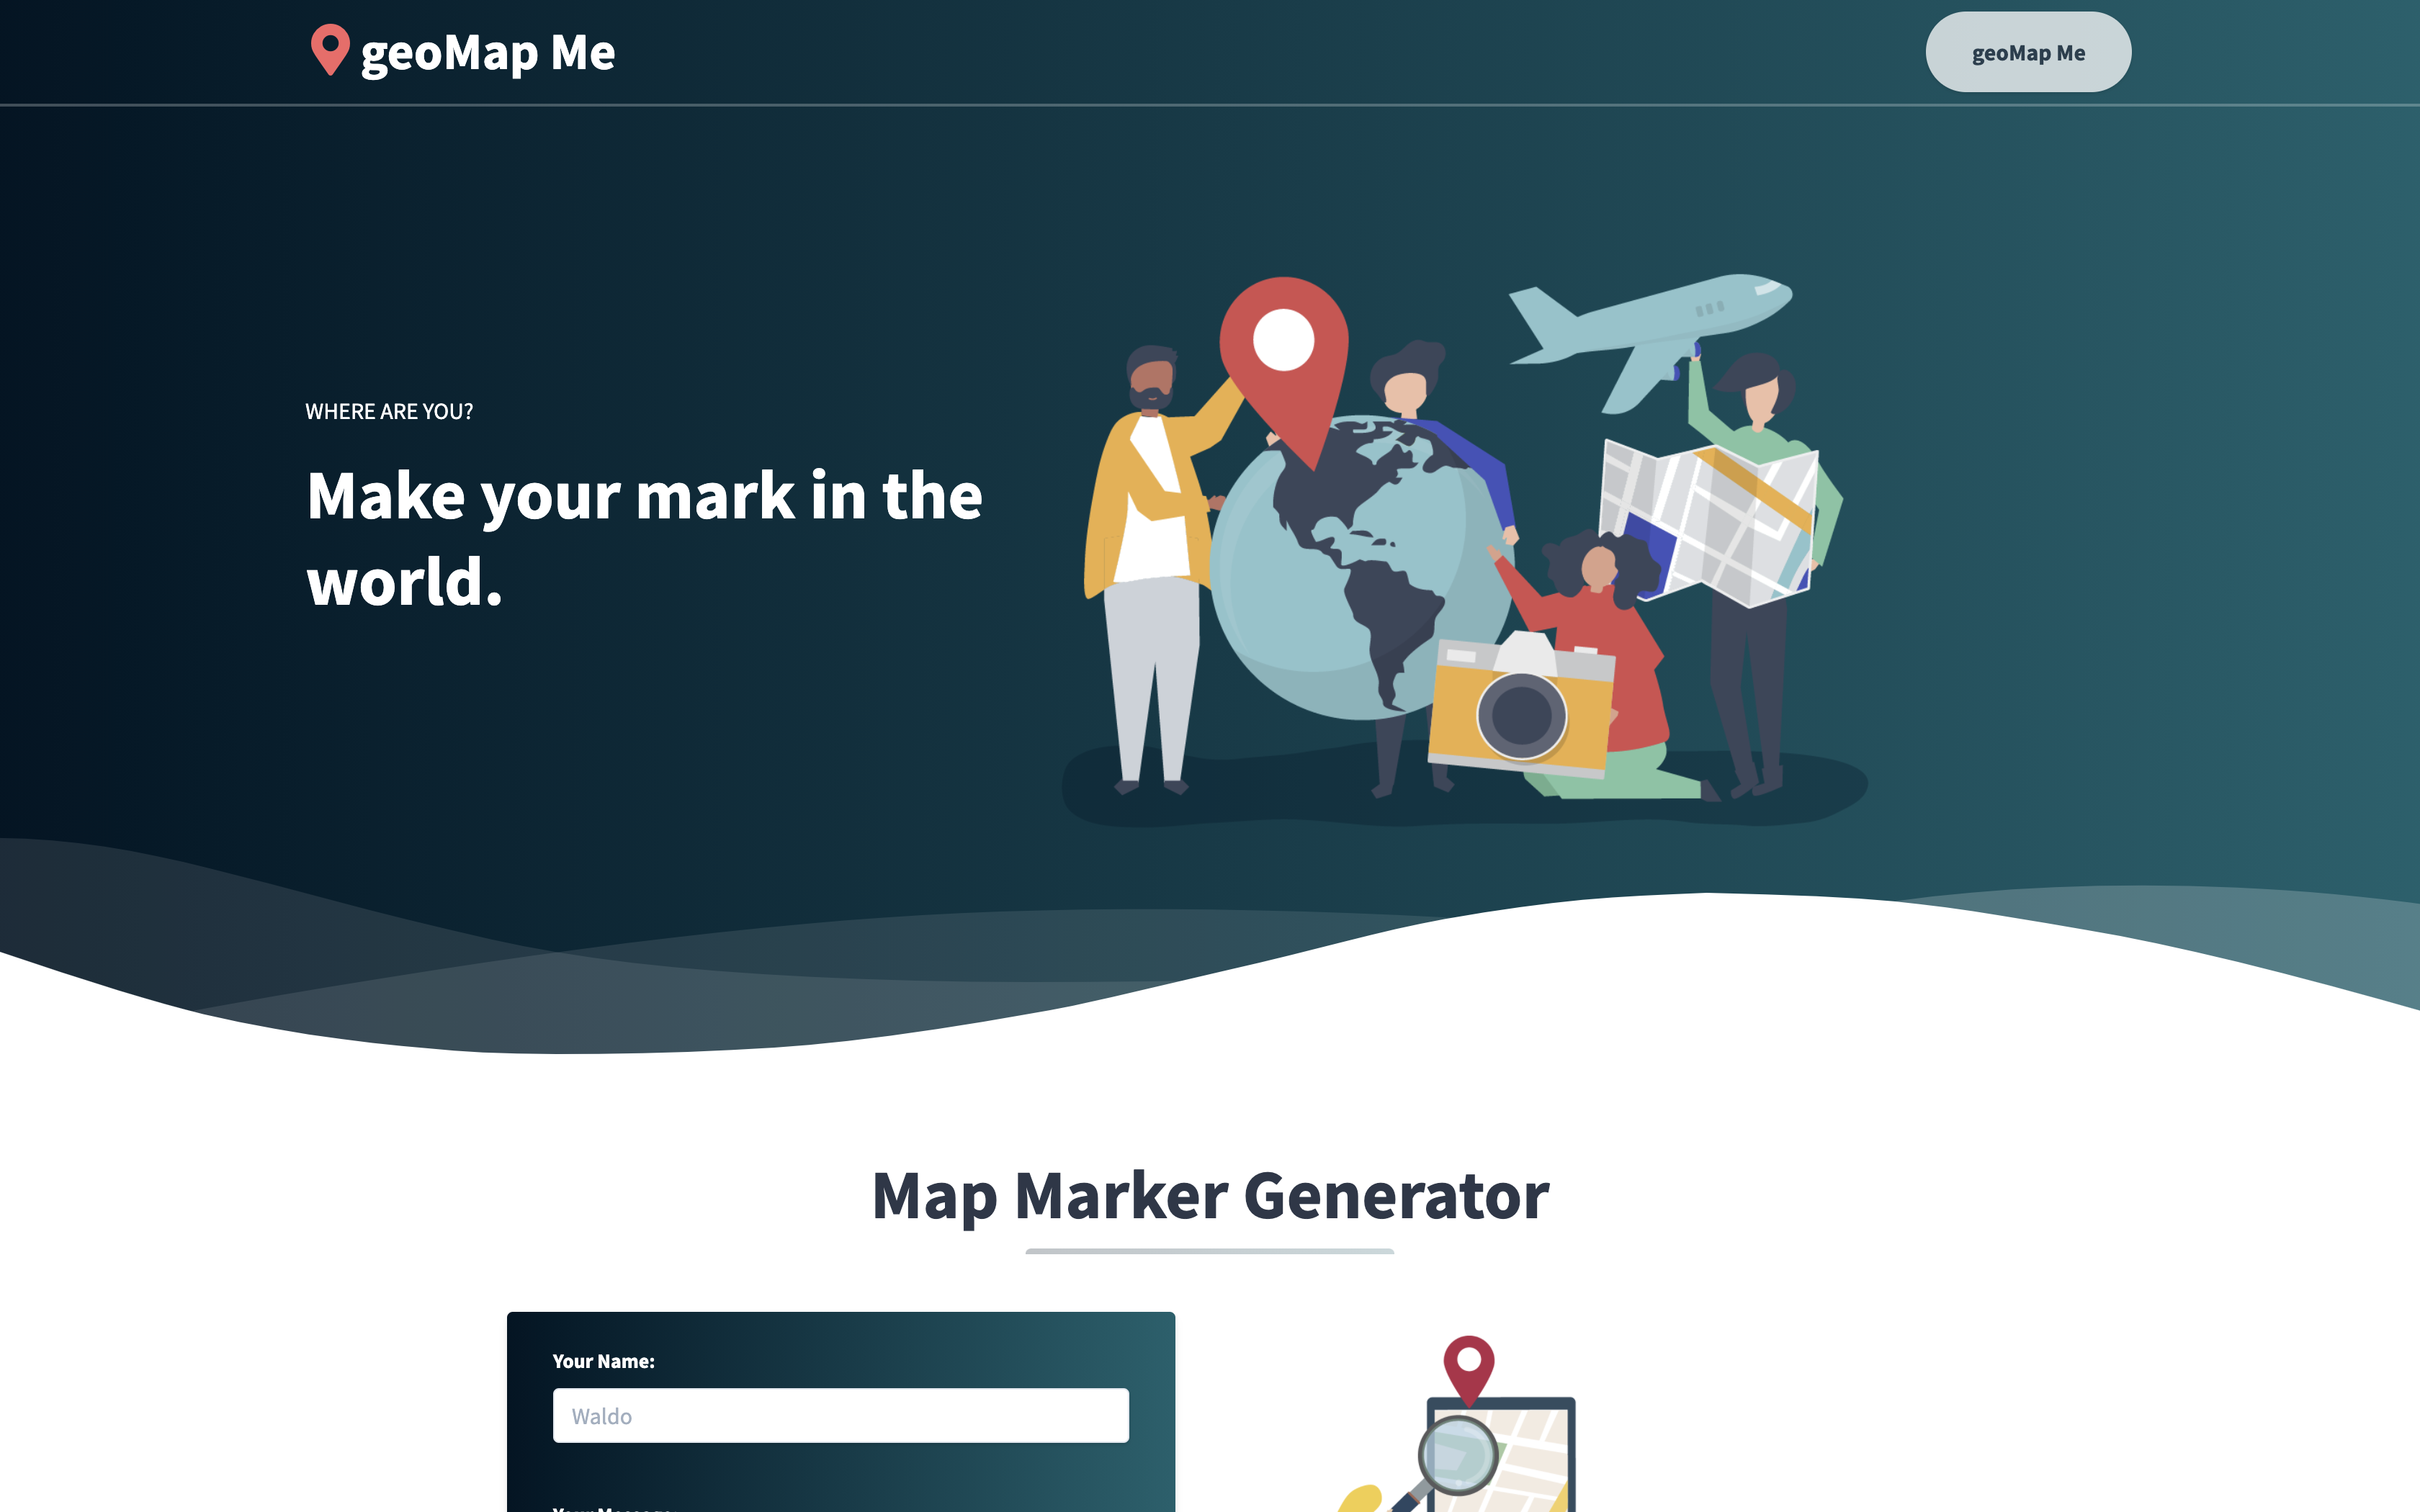 geoMap Me
geoMap Me
WHERE ARE YOU?
Make your mark in the
world.
Map Marker Generator
Your Name:
Waldo